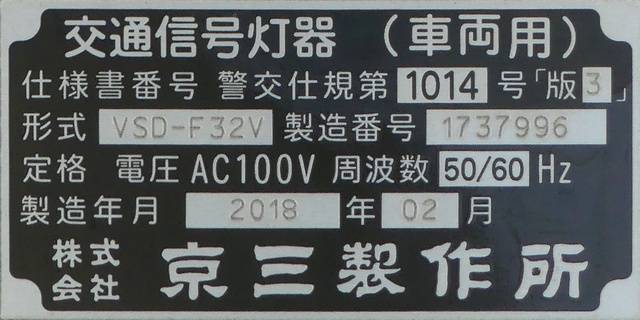 交通信号灯器（車両用）
仕様書番号 警交仕規第 1014 号「版3」
形式 VSD-F32V 製造番号 1737996
定格 電圧 AC100V 周波数 50/60 Hz
製造年月 2018 年 02 月
株式会社 京三製作所